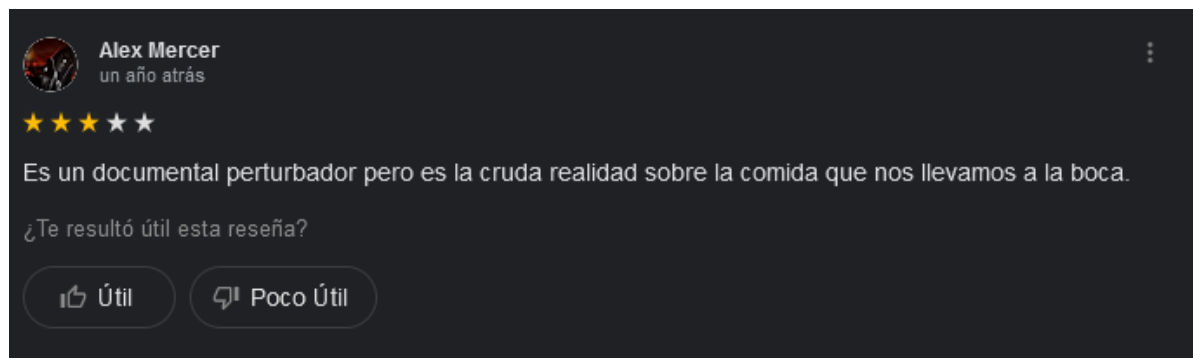 Alex Mercer
un año atrás
Es un documental perturbador pero es la cruda realidad sobre la comida que nos llevamos a la boca.
¿Te resultó útil esta reseña?
Útil
Poco Útil